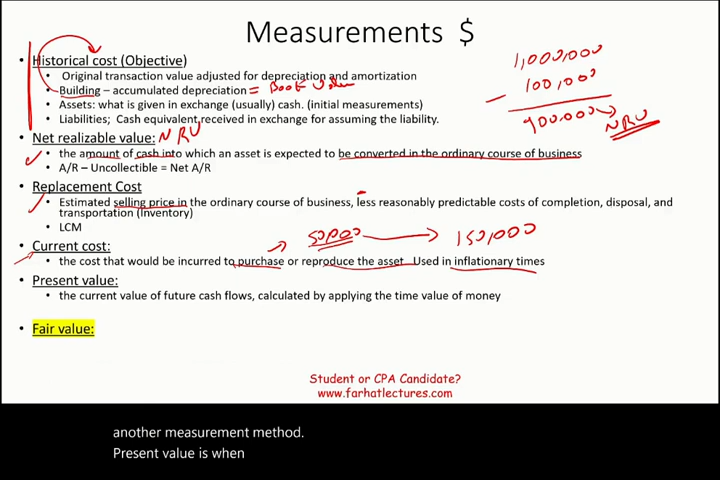 Measurements $
Historical cost (Objective)
Original transaction value adjusted for depreciation and amortization
Building – accumulated depreciation = Book Value
Assets: what is given in exchange (usually) cash. (initial measurements)
Liabilities; Cash equivalent received in exchange for assuming the liability.
1,000,000
100,000
900,000
NRV
Net realizable value: NRV
the amount of cash into which an asset is expected to be converted in the ordinary course of business
A/R – Uncollectible = Net A/R
Replacement Cost
Estimated selling price in the ordinary course of business, less reasonably predictable costs of completion, disposal, and
transportation (Inventory)
LCM
50,000 150,000
Current cost:
the cost that would be incurred to purchase or reproduce the asset. Used in inflationary times
Present value:
the current value of future cash flows, calculated by applying the time value of money
Fair value:
Student or CPA Candidate?
www.farhatlectures.com
another measurement method.
Present value is when